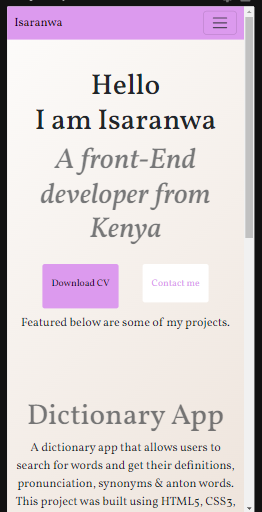 Isaranwa
Hello
I am Isaranwa
A front-End
developer from
Kenya
Download CV
Contact me
Featured below are some of my projects.
Dictionary App
A dictionary app that allows users to
search for words and get their definitions,
pronunciation, synonyms & anton words.
This project was built using HTML5, CSS3,